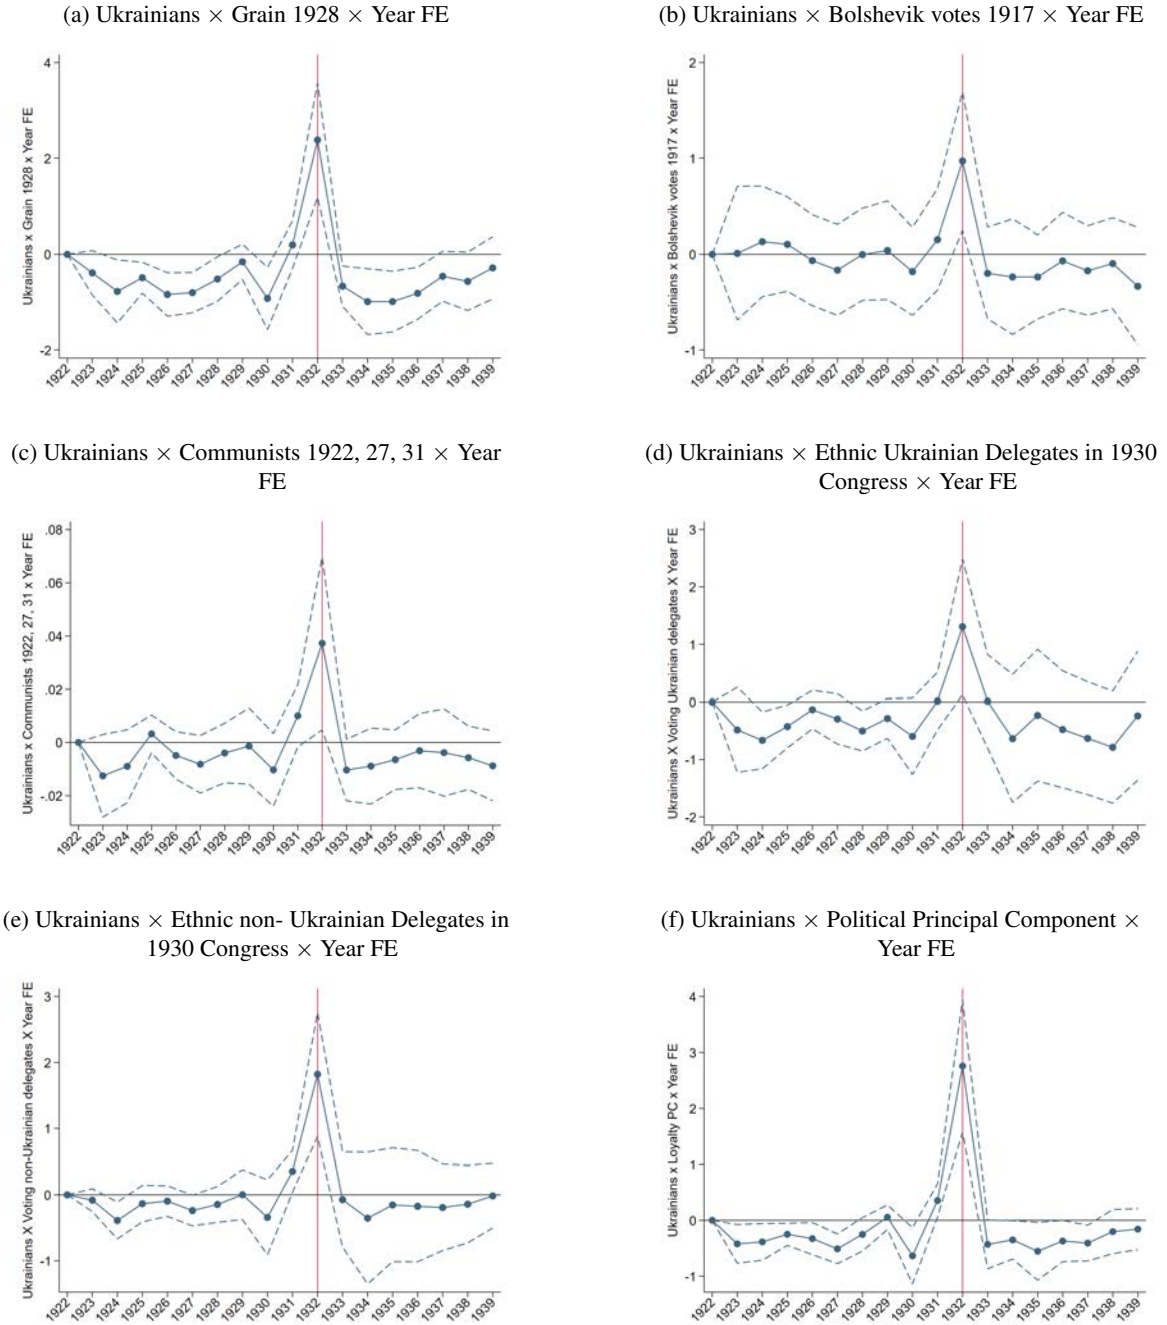 (a) Ukrainians × Grain 1928 × Year FE
Ukrainians x Grain 1928 x Year FE
4
2
0
-2
1922 1923 1924 1925 1926 1927 1928 1929 1930 1931 1932 1933 1934 1935 1936 1937 1938 1939
(b) Ukrainians × Bolshevik votes 1917 × Year FE
Ukrainians x Bolshevik votes 1917 x Year FE
2
1
0
-1
1922 1923 1924 1925 1926 1927 1928 1929 1930 1931 1932 1933 1934 1935 1936 1937 1938 1939
(c) Ukrainians × Communists 1922, 27, 31 × Year
FE
Ukrainians x Communists 1922, 27, 31 x Year FE
.08
.06
.04
.02
0
-.02
1922 1923 1924 1925 1926 1927 1928 1929 1930 1931 1932 1933 1934 1935 1936 1937 1938 1939
(d) Ukrainians × Ethnic Ukrainian Delegates in 1930
Congress × Year FE
Ukrainians X Voting Ukrainian delegates X Year FE
3
2
1
0
-1
-2
1922 1923 1924 1925 1926 1927 1928 1929 1930 1931 1932 1933 1934 1935 1936 1937 1938 1939
(e) Ukrainians × Ethnic non- Ukrainian Delegates in
1930 Congress × Year FE
Ukrainians X Voting non-Ukrainian delegates X Year FE
3
2
1
0
-1
1922 1923 1924 1925 1926 1927 1928 1929 1930 1931 1932 1933 1934 1935 1936 1937 1938 1939
(f) Ukrainians × Political Principal Component ×
Year FE
Ukrainians x Loyalty PC x Year FE
4
3
2
1
0
-1
1922 1923 1924 1925 1926 1927 1928 1929 1930 1931 1932 1933 1934 1935 1936 1937 1938 1939